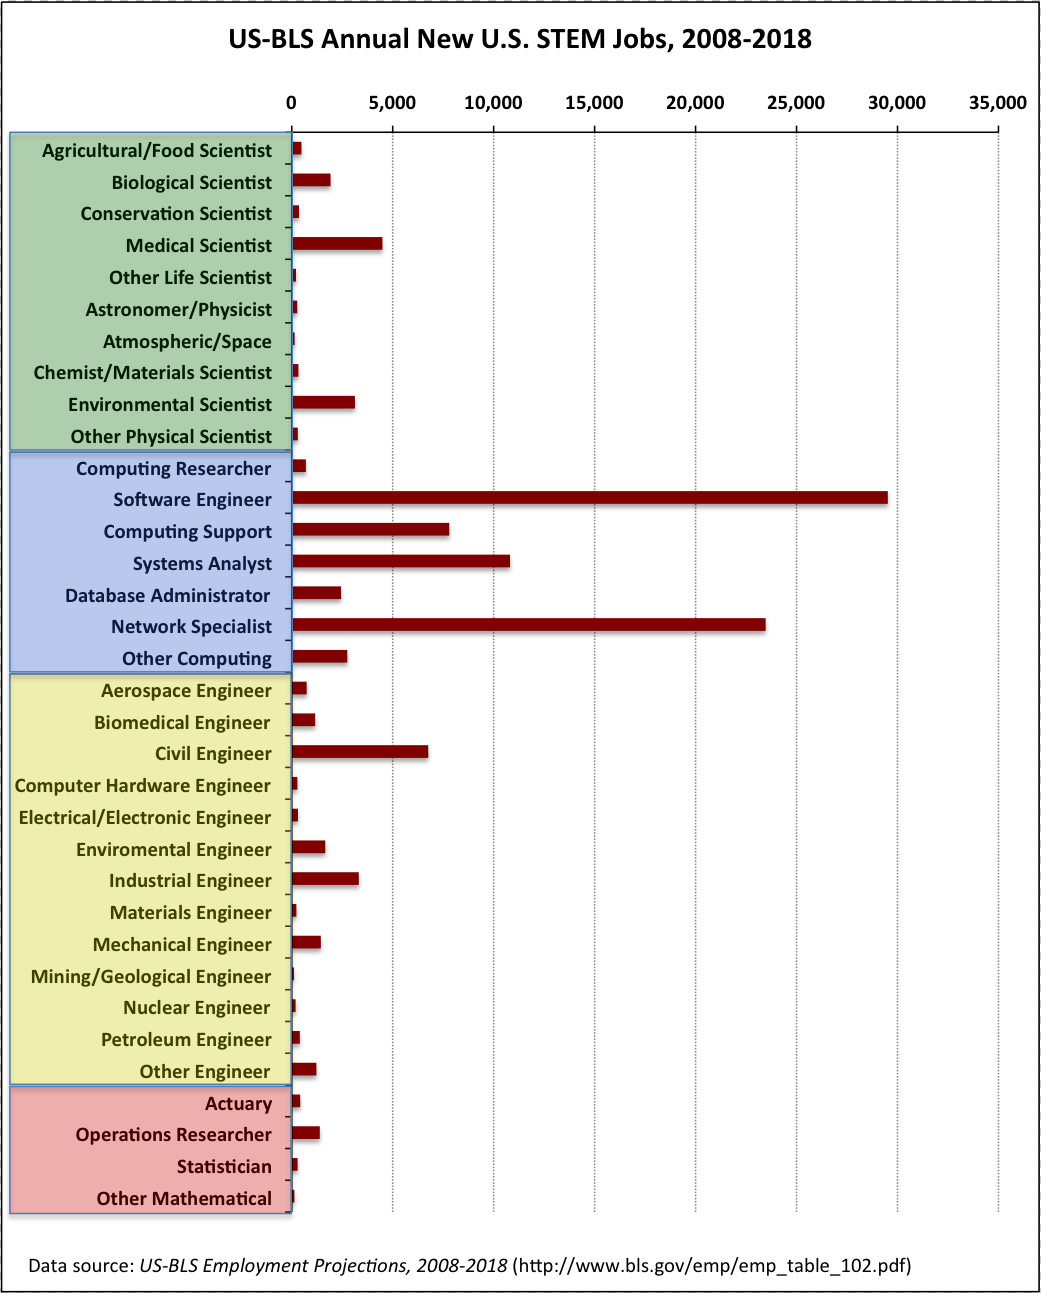 US-BLS Annual New U.S. STEM Jobs, 2008-2018
0 5,000 10,000 15,000 20,000 25,000 30,000 35,000
Agricultural/Food Scientist
Biological Scientist
Conservation Scientist
Medical Scientist
Other Life Scientist
Astronomer/Physicist
Atmospheric/Space
Chemist/Materials Scientist
Environmental Scientist
Other Physical Scientist
Computing Researcher
Software Engineer
Computing Support
Systems Analyst
Database Administrator
Network Specialist
Other Computing
Aerospace Engineer
Biomedical Engineer
Civil Engineer
Computer Hardware Engineer
Electrical/Electronic Engineer
Enviromental Engineer
Industrial Engineer
Materials Engineer
Mechanical Engineer
Mining/Geological Engineer
Nuclear Engineer
Petroleum Engineer
Other Engineer
Actuary
Operations Researcher
Statistician
Other Mathematical
Data source: US-BLS Employment Projections, 2008-2018 (http://www.bls.gov/emp/emp_table_102.pdf)